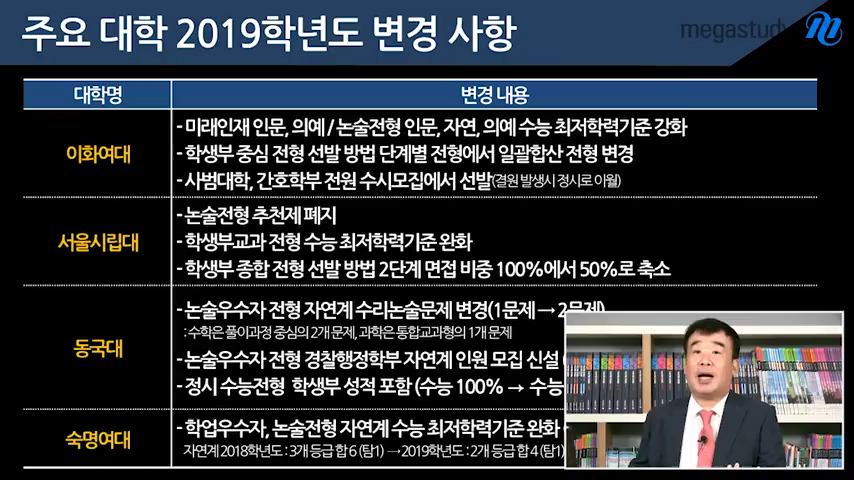 주요 대학 2019학년도 변경 사항
megastudy
대학명
변경 내용
이화여대
- 미래인재 인문, 의예 / 논술전형 인문, 자연, 의예 수능 최저학력기준 강화
- 학생부 중심 전형 선발 방법 단계별 전형에서 일괄합산 전형 변경
- 사범대학, 간호학부 전원 수시모집에서 선발(결원 발생시 정시로 이월)
서울시립대
- 논술전형 추천제 폐지
- 학생부교과 전형 수능 최저학력기준 완화
- 학생부 종합 전형 선발 방법 2단계 면접 비중 100%에서 50%로 축소
동국대
- 논술우수자 전형 자연계 수리논술문제 변경(1문제 → 2문제)
: 수학은 풀이과정 중심의 2개 문제, 과학은 통합교과형의 1개 문제
- 논술우수자 전형 경찰행정학부 자연계 인원 모집 신설 (
- 정시 수능전형 학생부 성적 포함 (수능 100% → 수능
숙명여대
- 학업우수자, 논술전형 자연계 수능 최저학력기준 완화 -
자연계 2018학년도 : 3개 등급 합 6 (탐1) → 2019학년도 : 2개 등급 합 4 (탐1)